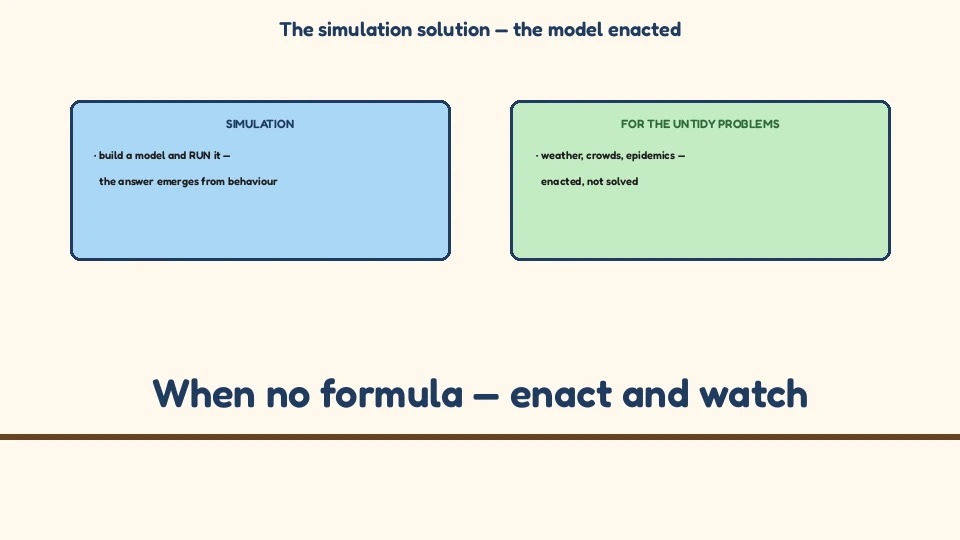 The simulation solution — the model enacted
SIMULATION
· build a model and RUN it —
the answer emerges from behaviour
FOR THE UNTIDY PROBLEMS
· weather, crowds, epidemics —
enacted, not solved
When no formula — enact and watch